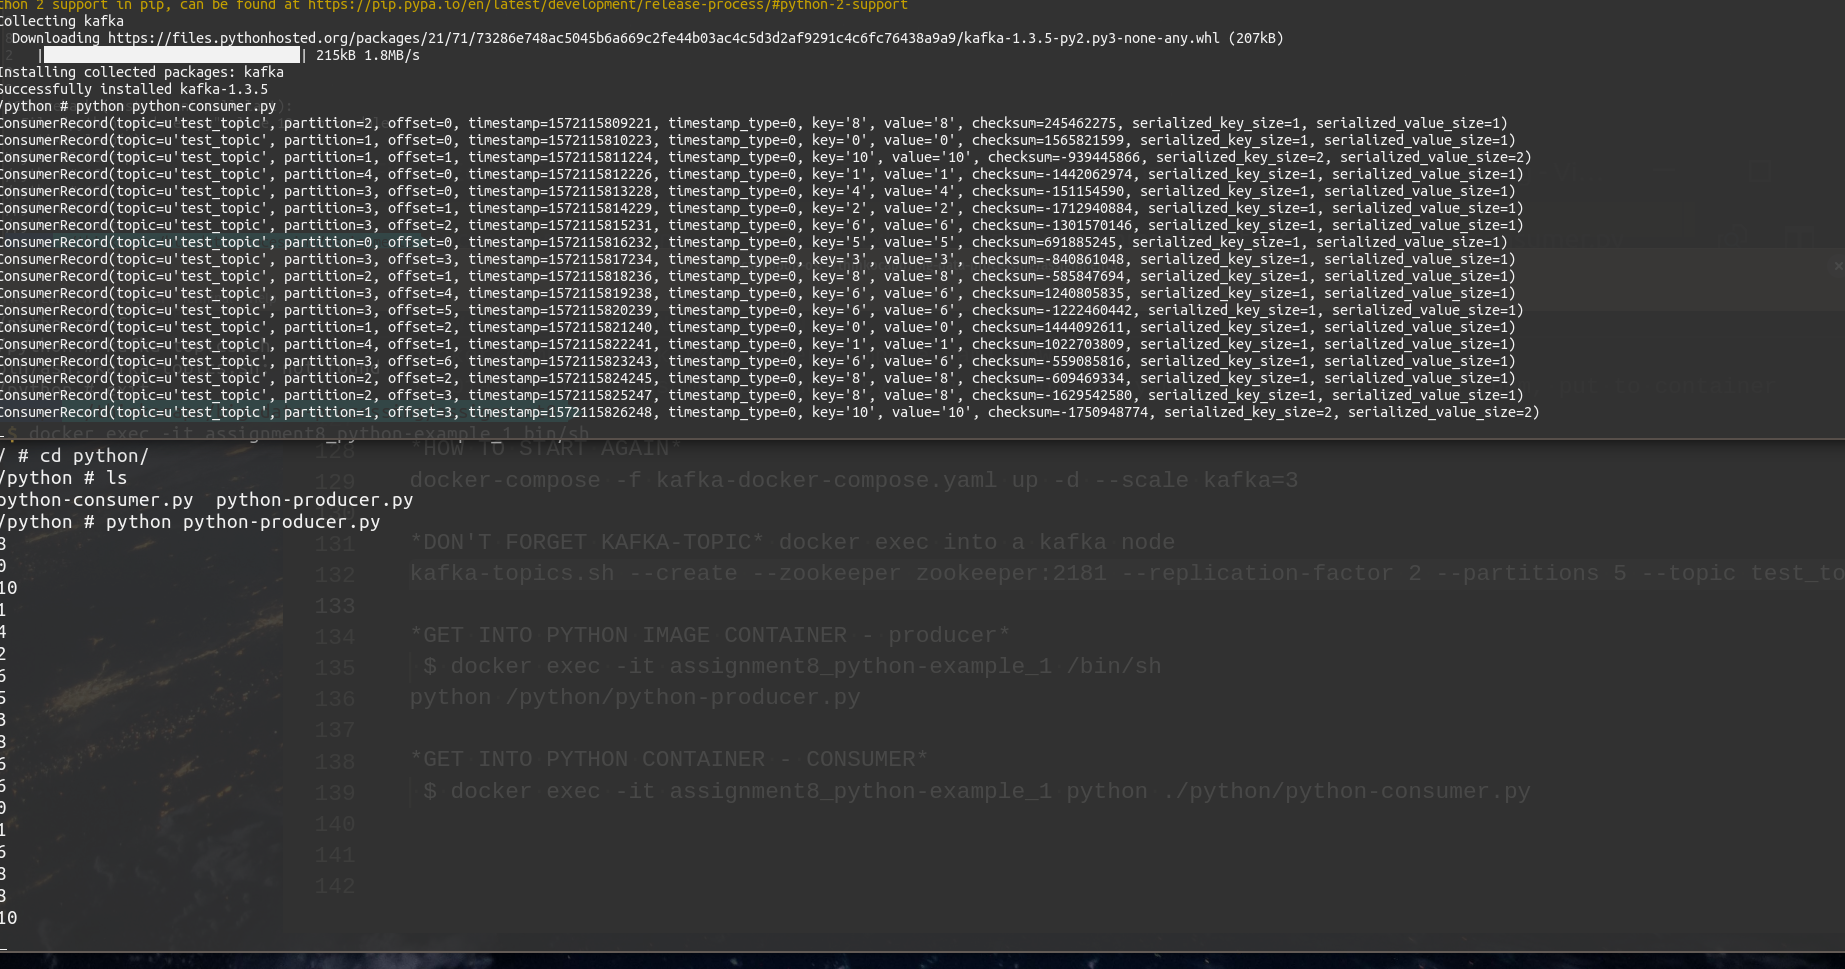 thon 2 support in pip, can be found at https://pip.pypa.io/en/latest/development/release-process/#python-2-support
Collecting kafka
Downloading https://files.pythonhosted.org/packages/21/71/73286e748ac5045b6a669c2fe44b03ac4c5d3d2af9291c4c6fc76438a9a9/kafka-1.3.5-py2.py3-none-any.whl (207kB)
| | 215kB 1.8MB/s
Installing collected packages: kafka
Successfully installed kafka-1.3.5
/python # python python-consumer.py
ConsumerRecord(topic=u'test_topic', partition=2, offset=0, timestamp=1572115809221, timestamp_type=0, key='8', value='8', checksum=245462275, serialized_key_size=1, serialized_value_size=1)
ConsumerRecord(topic=u'test_topic', partition=1, offset=0, timestamp=1572115810223, timestamp_type=0, key='0', value='0', checksum=1565821599, serialized_key_size=1, serialized_value_size=1)
ConsumerRecord(topic=u'test_topic', partition=1, offset=1, timestamp=1572115811224, timestamp_type=0, key='10', value='10', checksum=-939445866, serialized_key_size=2, serialized_value_size=2)
ConsumerRecord(topic=u'test_topic', partition=4, offset=0, timestamp=1572115812226, timestamp_type=0, key='1', value='1', checksum=-1442062974, serialized_key_size=1, serialized_value_size=1)
ConsumerRecord(topic=u'test_topic', partition=3, offset=0, timestamp=1572115813228, timestamp_type=0, key='4', value='4', checksum=-151154590, serialized_key_size=1, serialized_value_size=1)
ConsumerRecord(topic=u'test_topic', partition=3, offset=1, timestamp=1572115814229, timestamp_type=0, key='2', value='2', checksum=-1712940884, serialized_key_size=1, serialized_value_size=1)
ConsumerRecord(topic=u'test_topic', partition=3, offset=2, timestamp=1572115815231, timestamp_type=0, key='6', value='6', checksum=-1301570146, serialized_key_size=1, serialized_value_size=1)
ConsumerRecord(topic=u'test_topic', partition=0, offset=0, timestamp=1572115816232, timestamp_type=0, key='5', value='5', checksum=691885245, serialized_key_size=1, serialized_value_size=1)
ConsumerRecord(topic=u'test_topic', partition=3, offset=3, timestamp=1572115817234, timestamp_type=0, key='3', value='3', checksum=-840861048, serialized_key_size=1, serialized_value_size=1)
ConsumerRecord(topic=u'test_topic', partition=2, offset=1, timestamp=1572115818236, timestamp_type=0, key='8', value='8', checksum=-585847694, serialized_key_size=1, serialized_value_size=1)
ConsumerRecord(topic=u'test_topic', partition=3, offset=4, timestamp=1572115819238, timestamp_type=0, key='6', value='6', checksum=1240805835, serialized_key_size=1, serialized_value_size=1)
ConsumerRecord(topic=u'test_topic', partition=3, offset=5, timestamp=1572115820239, timestamp_type=0, key='6', value='6', checksum=-1222460442, serialized_key_size=1, serialized_value_size=1)
ConsumerRecord(topic=u'test_topic', partition=1, offset=2, timestamp=1572115821240, timestamp_type=0, key='0', value='0', checksum=1444092611, serialized_key_size=1, serialized_value_size=1)
ConsumerRecord(topic=u'test_topic', partition=4, offset=1, timestamp=1572115822241, timestamp_type=0, key='1', value='1', checksum=1022703809, serialized_key_size=1, serialized_value_size=1)
ConsumerRecord(topic=u'test_topic', partition=3, offset=6, timestamp=1572115823243, timestamp_type=0, key='6', value='6', checksum=-559085816, serialized_key_size=1, serialized_value_size=1)
ConsumerRecord(topic=u'test_topic', partition=2, offset=2, timestamp=1572115824245, timestamp_type=0, key='8', value='8', checksum=-609469334, serialized_key_size=1, serialized_value_size=1)
ConsumerRecord(topic=u'test_topic', partition=2, offset=3, timestamp=1572115825247, timestamp_type=0, key='8', value='8', checksum=-1629542580, serialized_key_size=1, serialized_value_size=1)
ConsumerRecord(topic=u'test_topic', partition=1, offset=3, timestamp=1572115826248, timestamp_type=0, key='10', value='10', checksum=-1750948774, serialized_key_size=2, serialized_value_size=2)
$ docker exec -it assignment8_python-example_1 bin/sh
/ # cd python/
/python # ls
python-consumer.py python-producer.py
/python # python python-producer.py
8
0
10
1
4
2
6
5
3
8
6
6
0
1
6
8
8
10
128 *HOW TO START AGAIN*
129 docker-compose -f kafka-docker-compose.yaml up -d --scale kafka=3
130
131 *DON'T FORGET KAFKA-TOPIC* docker exec into a kafka node
132 kafka-topics.sh --create --zookeeper zookeeper:2181 --replication-factor 2 --partitions 5 --topic test_to
133
134 *GET INTO PYTHON IMAGE CONTAINER - producer*
135 $ docker exec -it assignment8_python-example_1 /bin/sh
136 python /python/python-producer.py
137
138 *GET INTO PYTHON CONTAINER - CONSUMER*
139 $ docker exec -it assignment8_python-example_1 python ./python/python-consumer.py
140
141
142